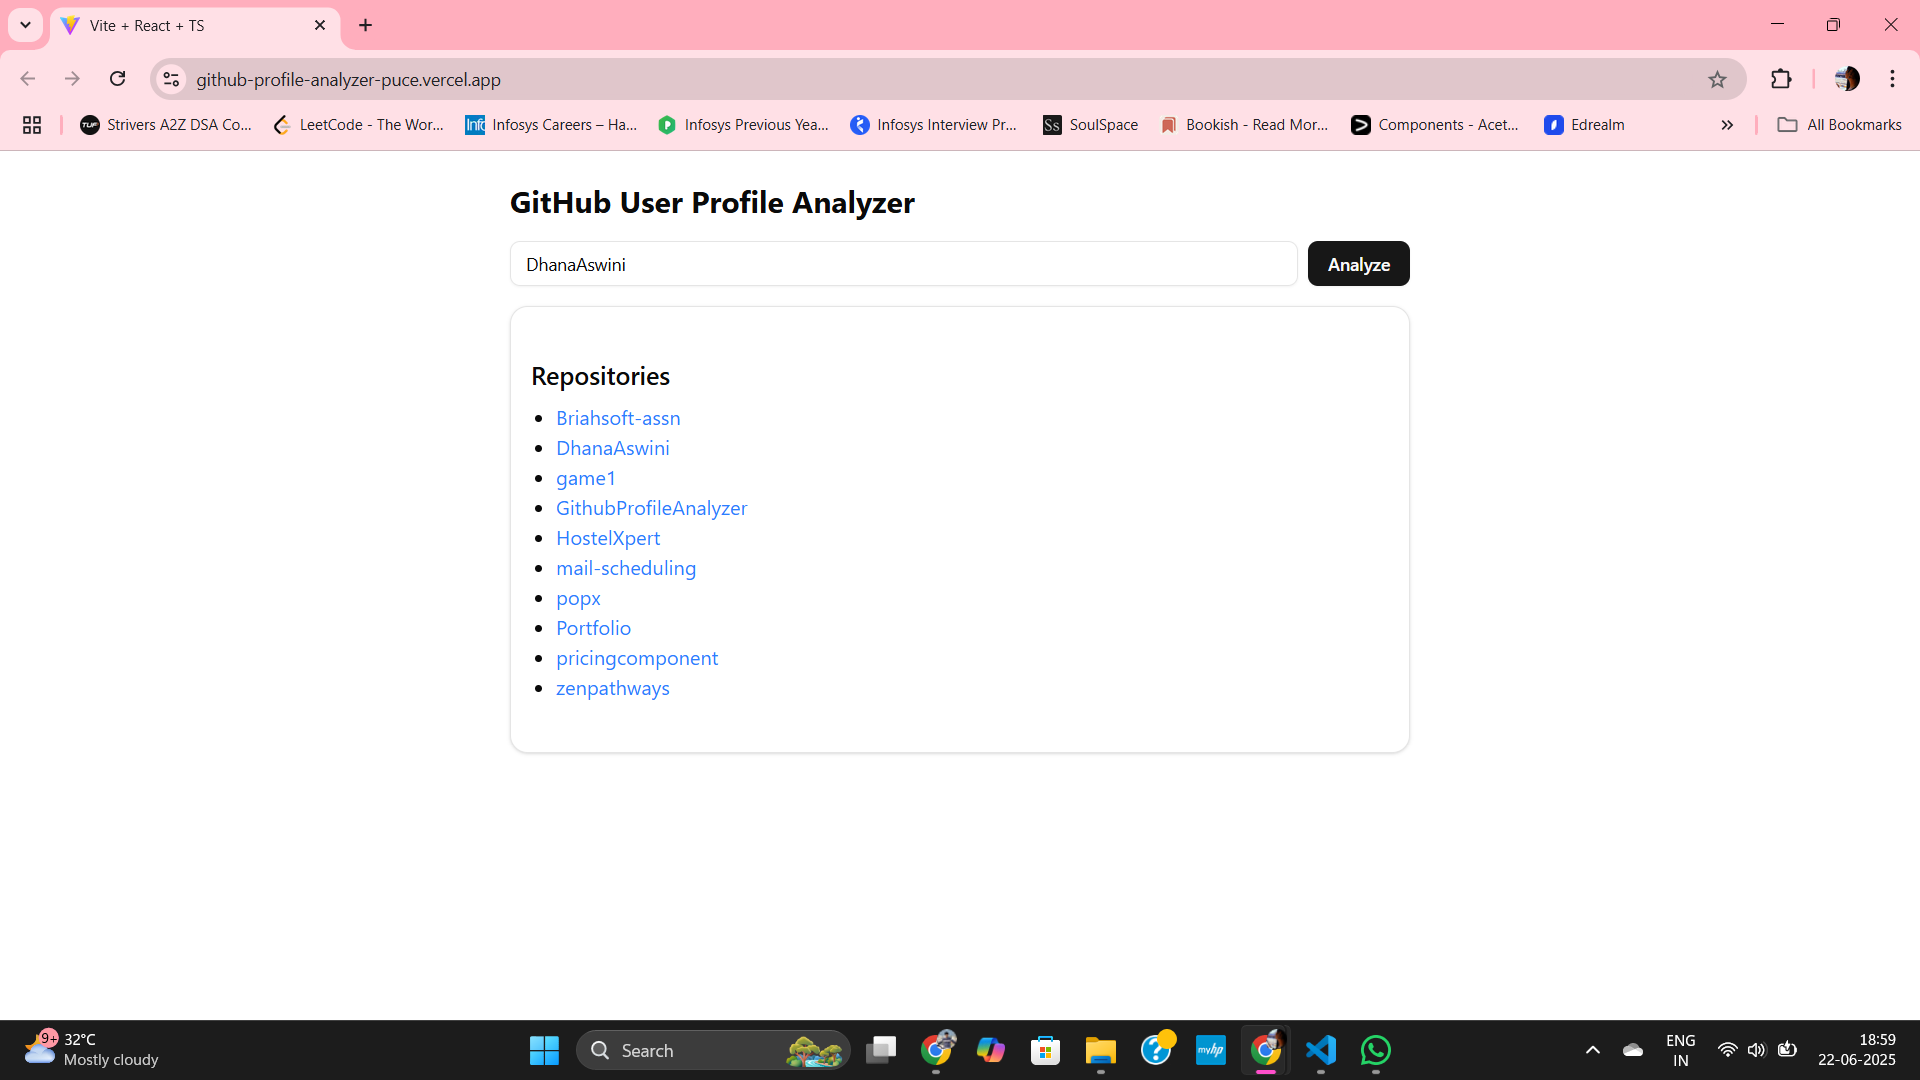 Vite + React + TS
github-profile-analyzer-puce.vercel.app
Strivers A2Z DSA Co...
LeetCode - The Wor...
Infosys Careers – Ha...
Infosys Previous Yea...
Infosys Interview Pr...
SoulSpace
Bookish - Read Mor...
Components - Acet...
Edrealm
All Bookmarks
GitHub User Profile Analyzer
DhanaAswini
Analyze
Repositories
Briahsoft-assn
DhanaAswini
game1
GithubProfileAnalyzer
HostelXpert
mail-scheduling
popx
Portfolio
pricingcomponent
zenpathways
9+
32°C
Mostly cloudy
Search
myhp
ENG
IN
18:59
22-06-2025